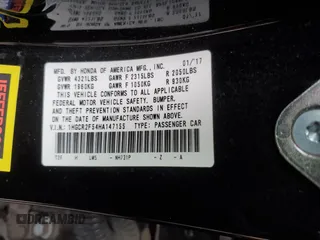 MFD. BY HONDA OF AMERICA MFG., INC. 01/17
GVWR 4321LBS GAWR F 2315LBS R 2050LBS
GVWR 1960KG GAWR F 1050KG R 930KG
THIS VEHICLE CONFORMS TO ALL APPLICABLE
FEDERAL MOTOR VEHICLE SAFETY, BUMPER,
AND THEFT PREVENTION STANDARDS IN EFFECT
ON THE DATE OF MANUFACTURE SHOWN ABOVE.
V.I.N.: 1HGCR2F54HA147155 TYPE: PASSENGER CAR
DREAMBID